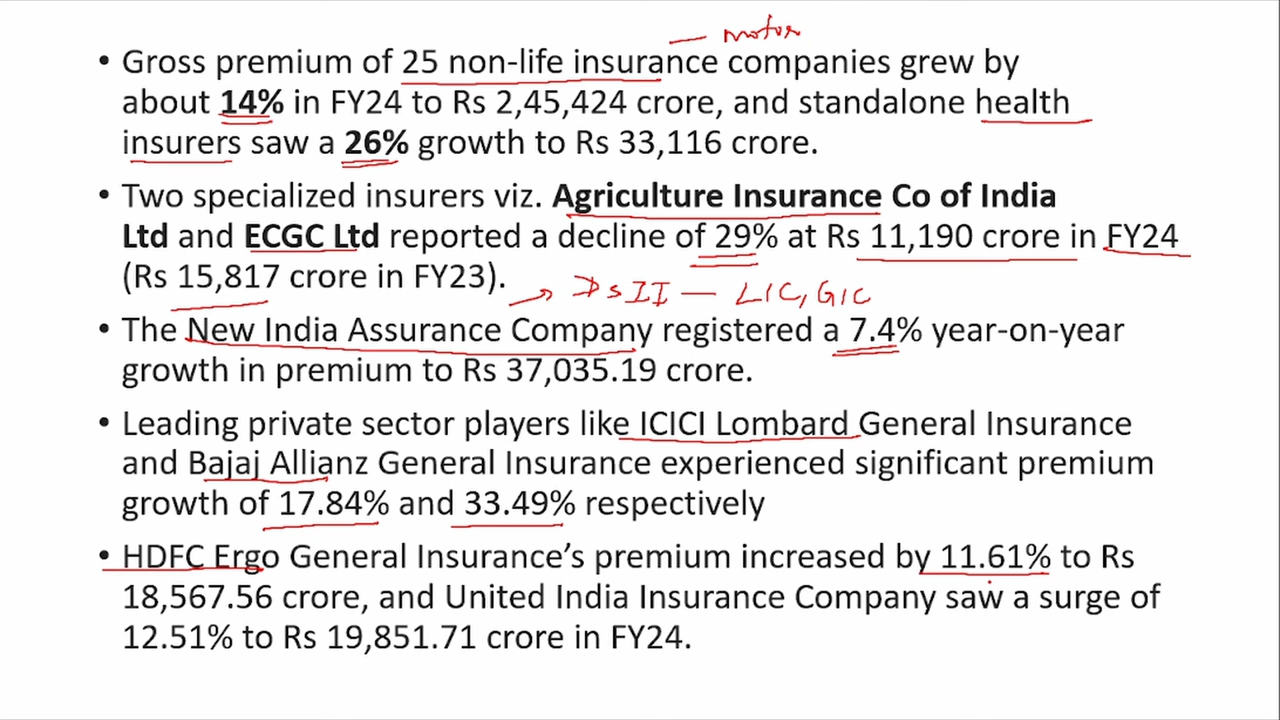 — motor
• Gross premium of 25 non-life insurance companies grew by
about 14% in FY24 to Rs 2,45,424 crore, and standalone health
insurers saw a 26% growth to Rs 33,116 crore.
• Two specialized insurers viz. Agriculture Insurance Co of India
Ltd and ECGC Ltd reported a decline of 29% at Rs 11,190 crore in FY24
(Rs 15,817 crore in FY23).
→ DsII — LIC, GIC
• The New India Assurance Company registered a 7.4% year-on-year
growth in premium to Rs 37,035.19 crore.
• Leading private sector players like ICICI Lombard General Insurance
and Bajaj Allianz General Insurance experienced significant premium
growth of 17.84% and 33.49% respectively
• HDFC Ergo General Insurance’s premium increased by 11.61% to Rs
18,567.56 crore, and United India Insurance Company saw a surge of
12.51% to Rs 19,851.71 crore in FY24.